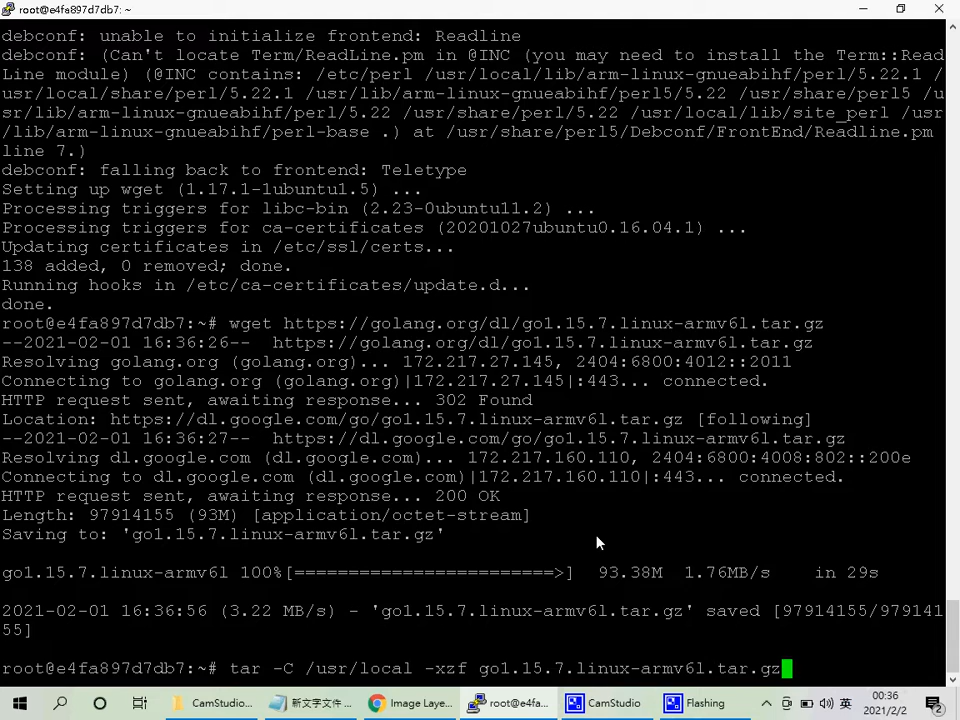 root@e4fa897d7db7: ~
debconf: unable to initialize frontend: Readline
debconf: (Can't locate Term/ReadLine.pm in @INC (you may need to install the Term::Read
Line module) (@INC contains: /etc/perl /usr/local/lib/arm-linux-gnueabihf/perl/5.22.1 /
usr/local/share/perl/5.22.1 /usr/lib/arm-linux-gnueabihf/perl5/5.22 /usr/share/perl5 /u
sr/lib/arm-linux-gnueabihf/perl/5.22 /usr/share/perl/5.22 /usr/local/lib/site_perl /usr
/lib/arm-linux-gnueabihf/perl-base .) at /usr/share/perl5/Debconf/FrontEnd/Readline.pm
line 7.)
debconf: falling back to frontend: Teletype
Setting up wget (1.17.1-1ubuntu1.5) ...
Processing triggers for libc-bin (2.23-0ubuntu11.2) ...
Processing triggers for ca-certificates (20201027ubuntu0.16.04.1) ...
Updating certificates in /etc/ssl/certs...
138 added, 0 removed; done.
Running hooks in /etc/ca-certificates/update.d...
done.
root@e4fa897d7db7:~# wget https://golang.org/dl/go1.15.7.linux-armv6l.tar.gz
--2021-02-01 16:36:26--  https://golang.org/dl/go1.15.7.linux-armv6l.tar.gz
Resolving golang.org (golang.org)... 172.217.27.145, 2404:6800:4012::2011
Connecting to golang.org (golang.org)|172.217.27.145|:443... connected.
HTTP request sent, awaiting response... 302 Found
Location: https://dl.google.com/go/go1.15.7.linux-armv6l.tar.gz [following]
--2021-02-01 16:36:27--  https://dl.google.com/go/go1.15.7.linux-armv6l.tar.gz
Resolving dl.google.com (dl.google.com)... 172.217.160.110, 2404:6800:4008:802::200e
Connecting to dl.google.com (dl.google.com)|172.217.160.110|:443... connected.
HTTP request sent, awaiting response... 200 OK
Length: 97914155 (93M) [application/octet-stream]
Saving to: 'go1.15.7.linux-armv6l.tar.gz'
go1.15.7.linux-armv6l 100%[========================>]  93.38M  1.76MB/s    in 29s
2021-02-01 16:36:56 (3.22 MB/s) - 'go1.15.7.linux-armv6l.tar.gz' saved [97914155/979141
55]
root@e4fa897d7db7:~# tar -C /usr/local -xzf go1.15.7.linux-armv6l.tar.gz
CamStudio... 新文字文件 ... Image Laye... root@e4fa... CamStudio Flashing 英 00:36
2021/2/2 2